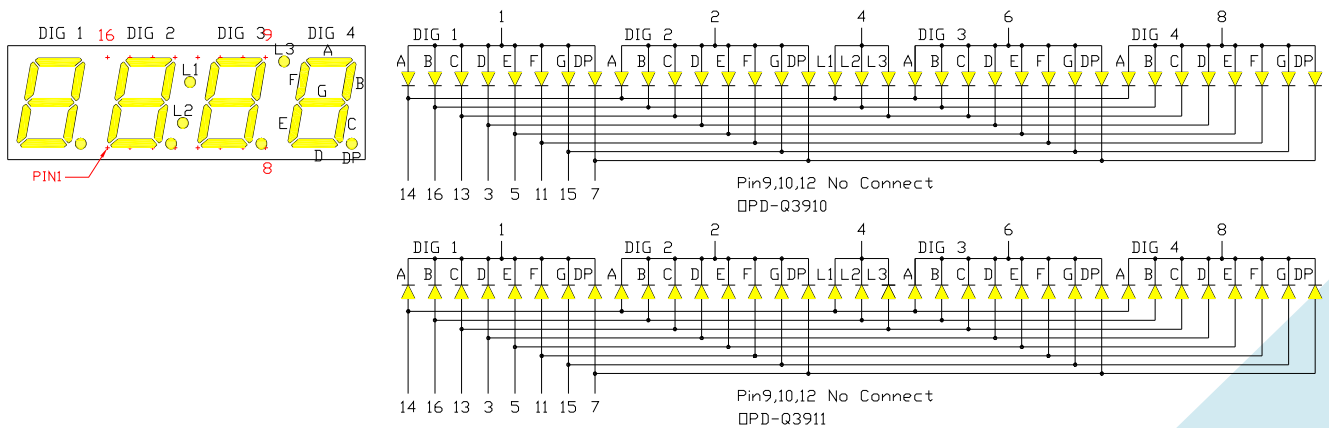 DIG 1 16 DIG 2 DIG 3 9 DIG 4
L3 A
L1 F B
G
L2 E C
D DP
PIN1 8
1 2 4 6 8
DIG 1 DIG 2 DIG 3 DIG 4
A B C D E F G DP A B C D E F G DP L1 L2 L3 A B C D E F G DP A B C D E F G DP
14 16 13 3 5 11 15 7
Pin9,10,12 No Connect
OPD-Q3910
1 2 4 6 8
DIG 1 DIG 2 DIG 3 DIG 4
A B C D E F G DP A B C D E F G DP L1 L2 L3 A B C D E F G DP A B C D E F G DP
14 16 13 3 5 11 15 7
Pin9,10,12 No Connect
OPD-Q3911